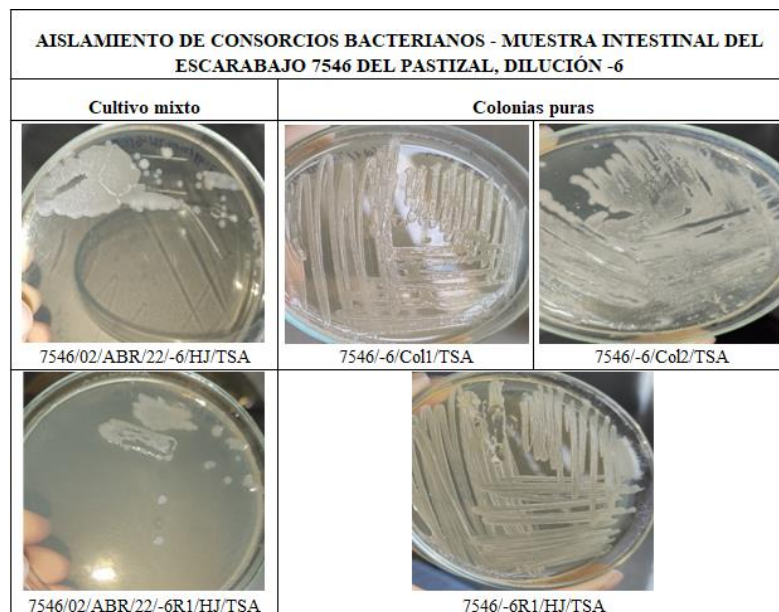 AISLAMIENTO DE CONSORCIOS BACTERIANOS - MUESTRA INTESTINAL DEL
ESCARABAJO 7546 DEL PASTIZAL, DILUCIÓN -6
Cultivo mixto
Colonias puras
7546/02/ABR/22/-6/HJ/TSA
7546/-6/Col1/TSA
7546/-6/Col2/TSA
7546/02/ABR/22/-6R1/HJ/TSA
7546/-6R1/HJ/TSA